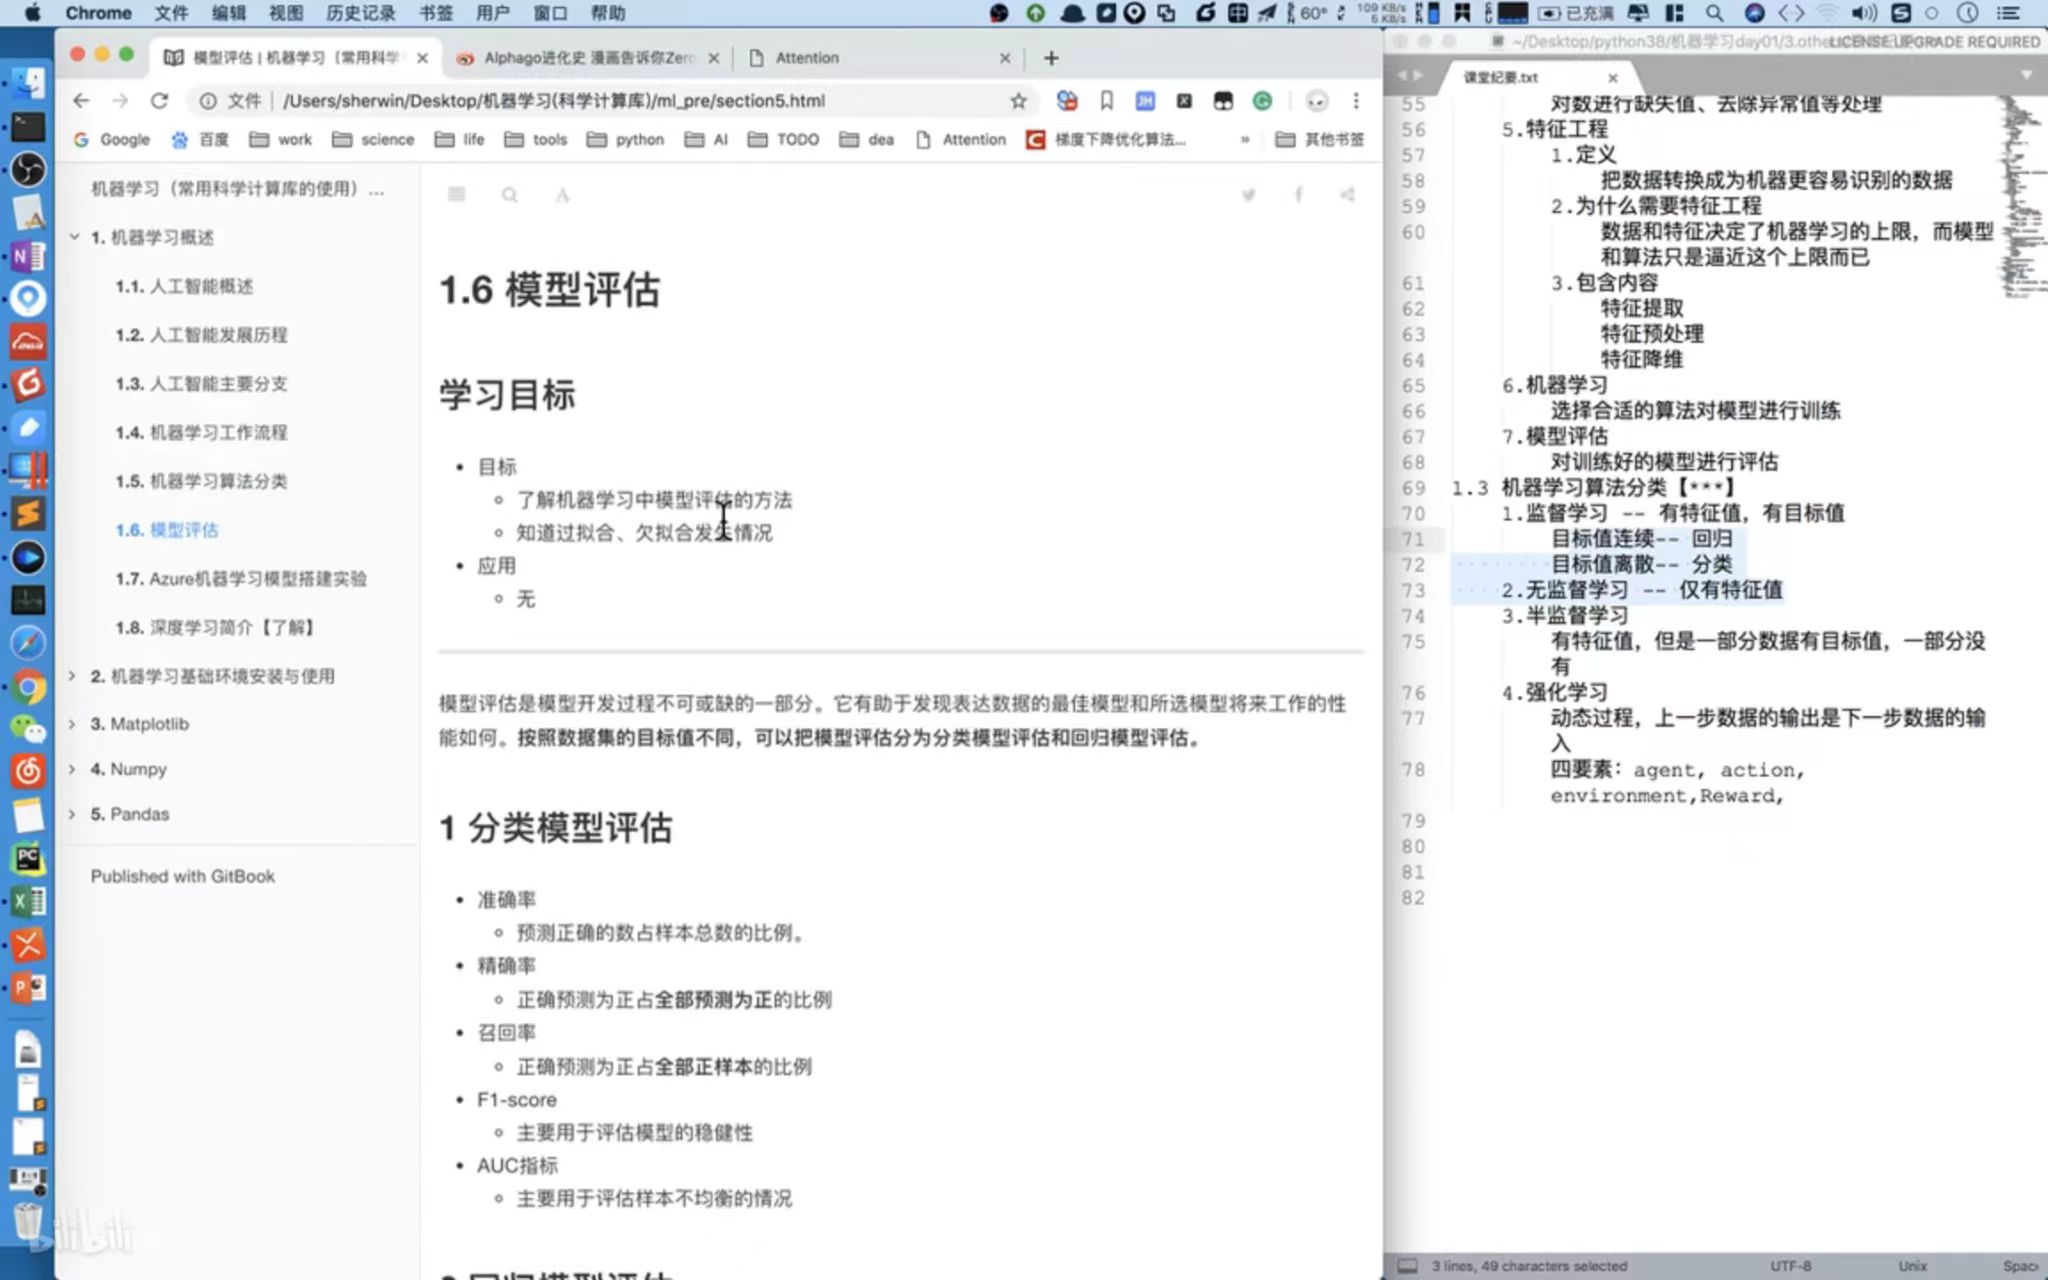 Chrome 文件 编辑 视图 历史记录 书签 用户 窗口 帮助
60° 109 KB/s 6 KB/s 已充满
模型评估 | 机器学习（常用科学
Alphago进化史 漫画告诉你Zero
Attention
文件 | /Users/sherwin/Desktop/机器学习(科学计算库)/ml_pre/section5.html
Google 百度 work science life tools python AI TODO dea Attention 梯度下降优化算法... » 其他书签
机器学习（常用科学计算库的使用）...
1. 机器学习概述
1.1. 人工智能概述
1.2. 人工智能发展历程
1.3. 人工智能主要分支
1.4. 机器学习工作流程
1.5. 机器学习算法分类
1.6. 模型评估
1.7. Azure机器学习模型搭建实验
1.8. 深度学习简介【了解】
2. 机器学习基础环境安装与使用
3. Matplotlib
4. Numpy
5. Pandas
Published with GitBook
1.6 模型评估
学习目标
目标
了解机器学习中模型评估的方法
知道过拟合、欠拟合发生情况
应用
无
模型评估是模型开发过程不可或缺的一部分。它有助于发现表达数据的最佳模型和所选模型将来工作的性
能如何。按照数据集的目标值不同，可以把模型评估分为分类模型评估和回归模型评估。
1 分类模型评估
准确率
预测正确的数占样本总数的比例。
精确率
正确预测为正占全部预测为正的比例
召回率
正确预测为正占全部正样本的比例
F1-score
主要用于评估模型的稳健性
AUC指标
主要用于评估样本不均衡的情况
2 回归模型评估
~/Desktop/python38/机器学习day01/3.othe
LICENSE UPGRADE REQUIRED
课堂纪要.txt
55 对数进行缺失值、去除异常值等处理
56 5.特征工程
57 1.定义
58 把数据转换成为机器更容易识别的数据
59 2.为什么需要特征工程
60 数据和特征决定了机器学习的上限，而模型
和算法只是逼近这个上限而已
61 3.包含内容
62 特征提取
63 特征预处理
64 特征降维
65 6.机器学习
66 选择合适的算法对模型进行训练
67 7.模型评估
68 对训练好的模型进行评估
69 1.3 机器学习算法分类【***】
70 1.监督学习 -- 有特征值，有目标值
71 目标值连续-- 回归
72 目标值离散-- 分类
73 2.无监督学习 -- 仅有特征值
74 3.半监督学习
75 有特征值，但是一部分数据有目标值，一部分没
有
76 4.强化学习
77 动态过程，上一步数据的输出是下一步数据的输
入
78 四要素：agent, action,
environment,Reward,
79
80
81
82
3 lines, 49 characters selected UTF-8 Unix Spac
bilibili